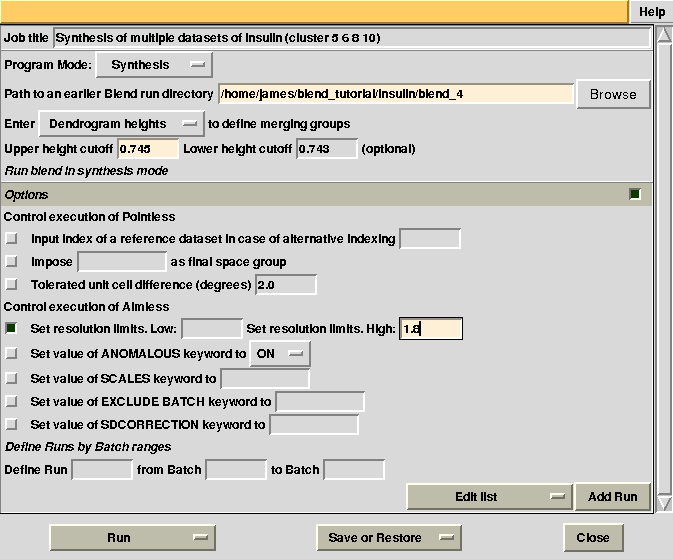 Help
Job title Synthesis of multiple datasets of insulin (cluster 5 6 8 10)
Program Mode: Synthesis
Path to an earlier Blend run directory /home/james/blend_tutorial/insulin/blend_4 Browse
Enter Dendrogram heights to define merging groups
Upper height cutoff 0.745 Lower height cutoff 0.743 (optional)
Run blend in synthesis mode
Options
Control execution of Pointless
Input index of a reference dataset in case of alternative indexing
Impose as final space group
Tolerated unit cell difference (degrees) 2.0
Control execution of Aimless
Set resolution limits. Low: Set resolution limits. High: 1.8
Set value of ANOMALOUS keyword to ON
Set value of SCALES keyword to
Set value of EXCLUDE BATCH keyword to
Set value of SDCORRECTION keyword to
Define Runs by Batch ranges
Define Run from Batch to Batch
Edit list Add Run
Run Save or Restore Close